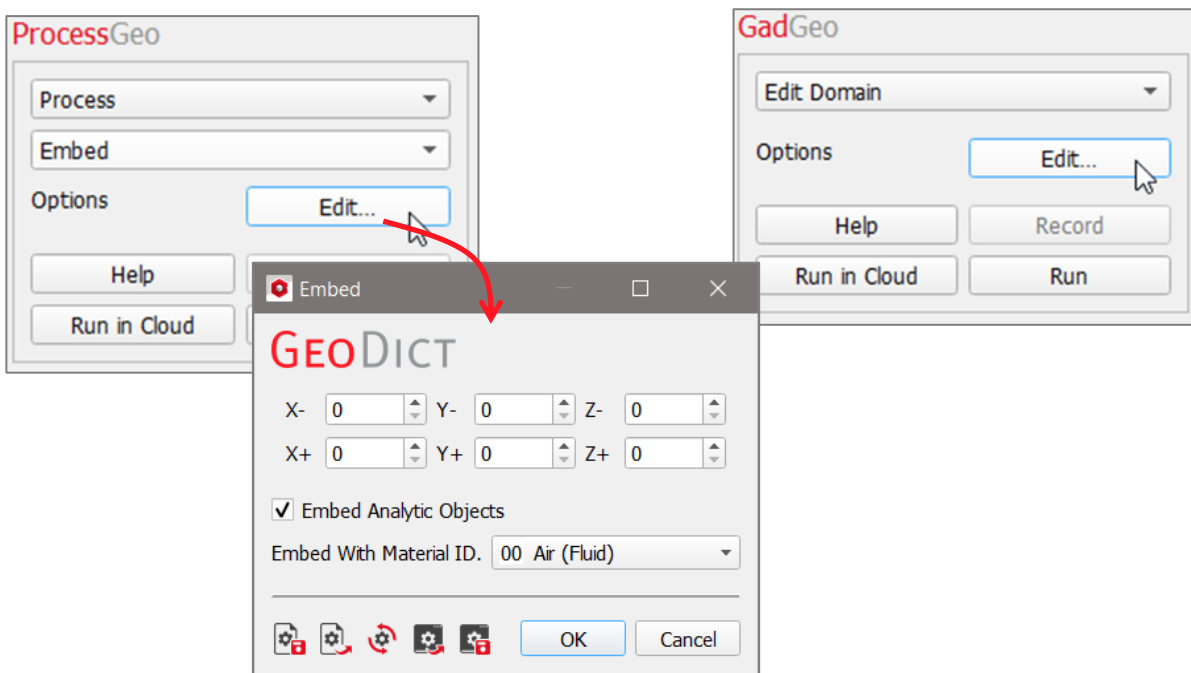 ProcessGeo
Process
Embed
Options
Edit...
Help
Run in Cloud
GadGeo
Edit Domain
Options
Edit...
Help
Record
Run in Cloud
Run
Embed
GEODICT
X- 0 Y- 0 Z- 0
X+ 0 Y+ 0 Z+ 0
Embed Analytic Objects
Embed With Material ID. 00 Air (Fluid)
OK
Cancel